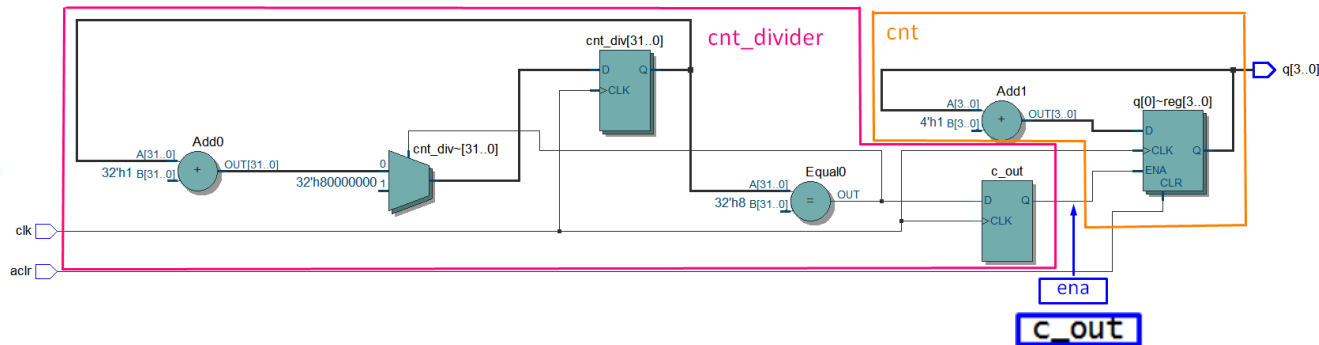 cnt_divider
cnt
cnt_div[31..0]
D
Q
>CLK
Add0
A[31..0]
32'h1 B[31..0]
+
OUT[31..0]
cnt_div~[31..0]
0
32'h80000000
1
Equal0
A[31..0]
32'h8 B[31..0]
=
OUT
c_out
D
Q
>CLK
Add1
A[3..0]
4'h1 B[3..0]
+
OUT[3..0]
q[0]~reg[3..0]
D
>CLK
Q
ENA
CLR
q[3..0]
clk
aclr
ena
c_out